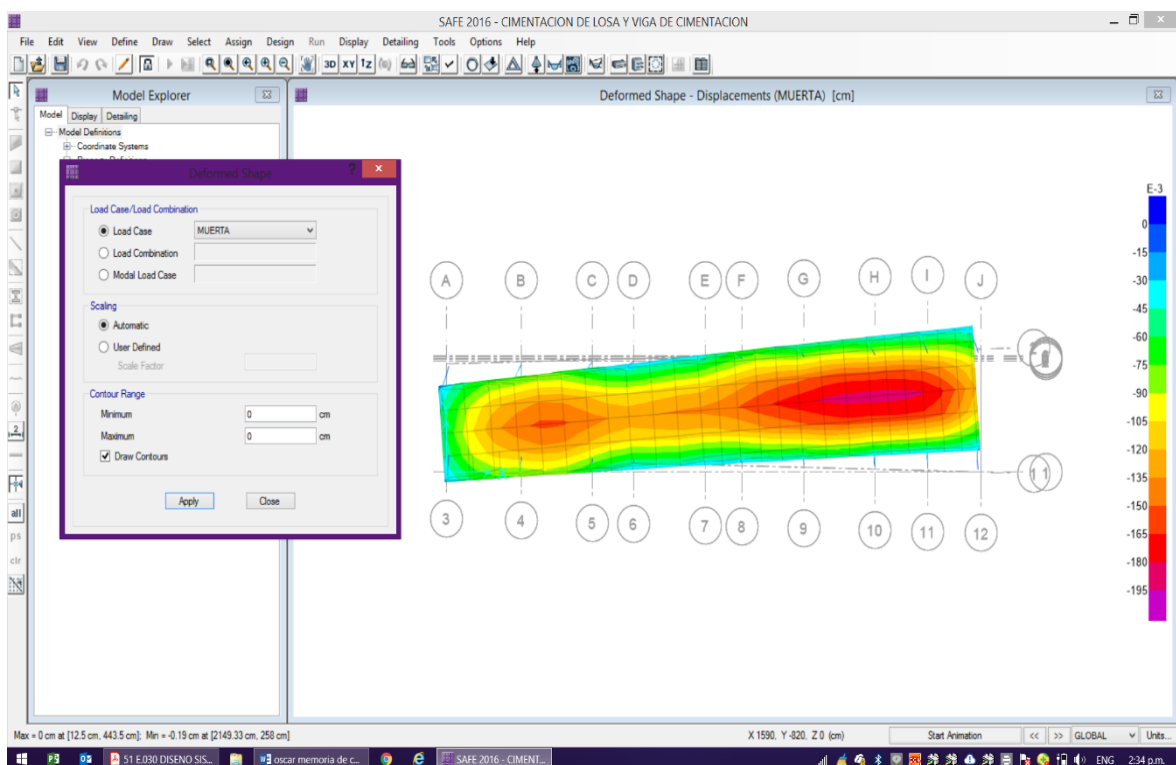 SAFE 2016 - CIMENTACION DE LOSA Y VIGA DE CIMENTACION
File Edit View Define Draw Select Assign Design Run Display Detailing Tools Options Help
3D XY 1Z
Model Explorer
Model Display Detailing
Model Definitions
Coordinate Systems
Deformed Shape ?
Load Case/Load Combination
Load Case MUERTA
Load Combination
Modal Load Case
Scaling
Automatic
User Defined
Scale Factor
Contour Range
Minimum 0 cm
Maximum 0 cm
Draw Contours
Apply Close
all
ps
clr
Deformed Shape - Displacements (MUERTA) [cm]
A B C D E F G H I J
1 1
3 4 5 6 7 8 9 10 11 12
E-3
0
-15
-30
-45
-60
-75
-90
-105
-120
-135
-150
-165
-180
-195
Max = 0 cm at [12.5 cm, 443.5 cm]; Min = -0.19 cm at [2149.33 cm, 258 cm]
X 1590, Y -820, Z 0 (cm) Start Animation << >> GLOBAL Units...
51 E.030 DISENO SIS... oscar memoria de c... SAFE 2016 - CIMENT... ENG 2:34 p.m.